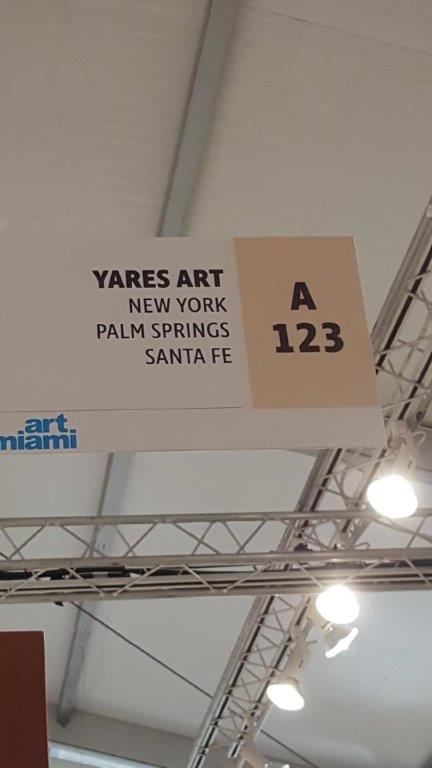 YARES ART
NEW YORK
PALM SPRINGS
SANTA FE
A
123
art
miami